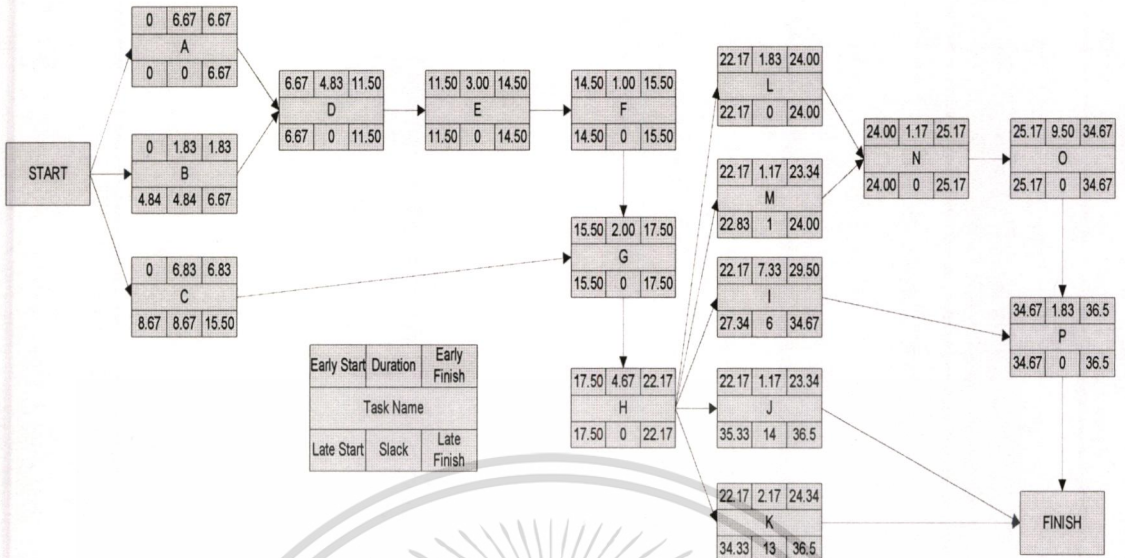 START
0 6.67 6.67
A
0 0 6.67
0 1.83 1.83
B
4.84 4.84 6.67
0 6.83 6.83
C
8.67 8.67 15.50
6.67 4.83 11.50
D
6.67 0 11.50
11.50 3.00 14.50
E
11.50 0 14.50
14.50 1.00 15.50
F
14.50 0 15.50
15.50 2.00 17.50
G
15.50 0 17.50
17.50 4.67 22.17
H
17.50 0 22.17
Early Start Duration Early
Finish
Task Name
Late Start Slack Late
Finish
22.17 1.83 24.00
L
22.17 0 24.00
22.17 1.17 23.34
M
22.83 1 24.00
22.17 7.33 29.50
I
27.34 6 34.67
22.17 1.17 23.34
J
35.33 14 36.5
22.17 2.17 24.34
K
34.33 13 36.5
24.00 1.17 25.17
N
24.00 0 25.17
25.17 9.50 34.67
O
25.17 0 34.67
34.67 1.83 36.5
P
34.67 0 36.5
FINISH